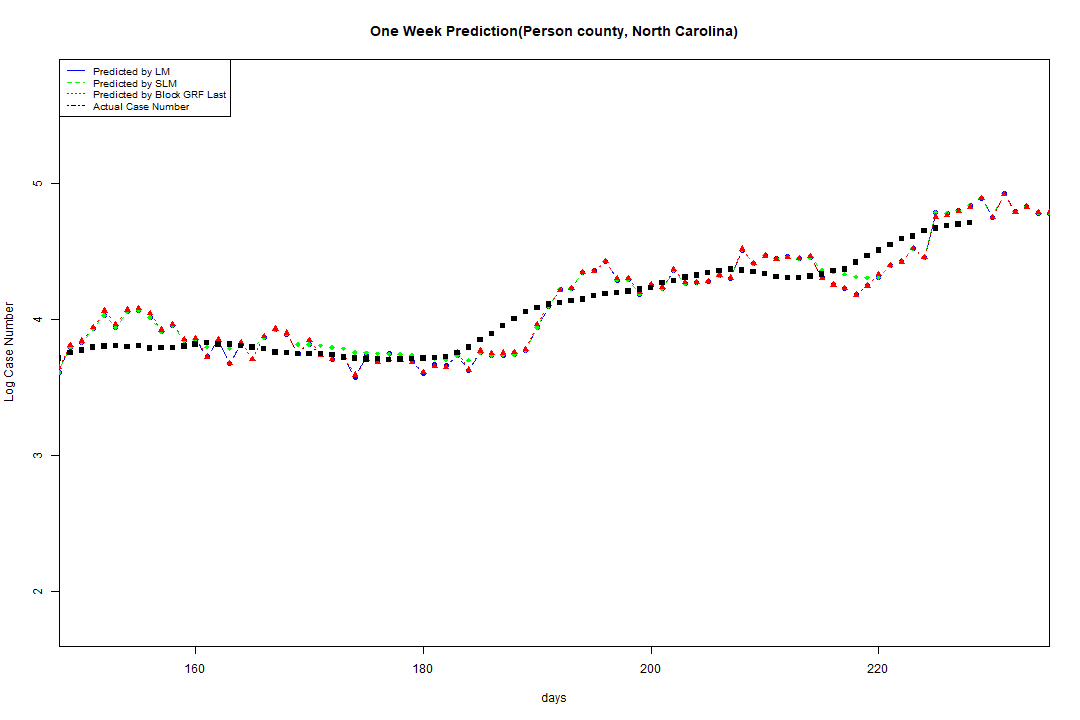 One Week Prediction(Person county, North Carolina)
Predicted by LM
Predicted by SLM
Predicted by Block GRF Last
Actual Case Number
5
4
3
2
Log Case Number
160 180 200 220
days